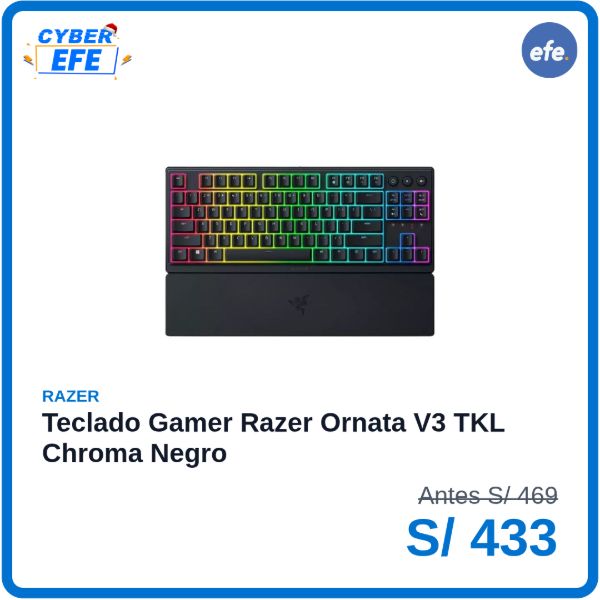 CYBER
EFE
efe.
RAZER
Teclado Gamer Razer Ornata V3 TKL
Chroma Negro
Antes S/ 469
S/ 433